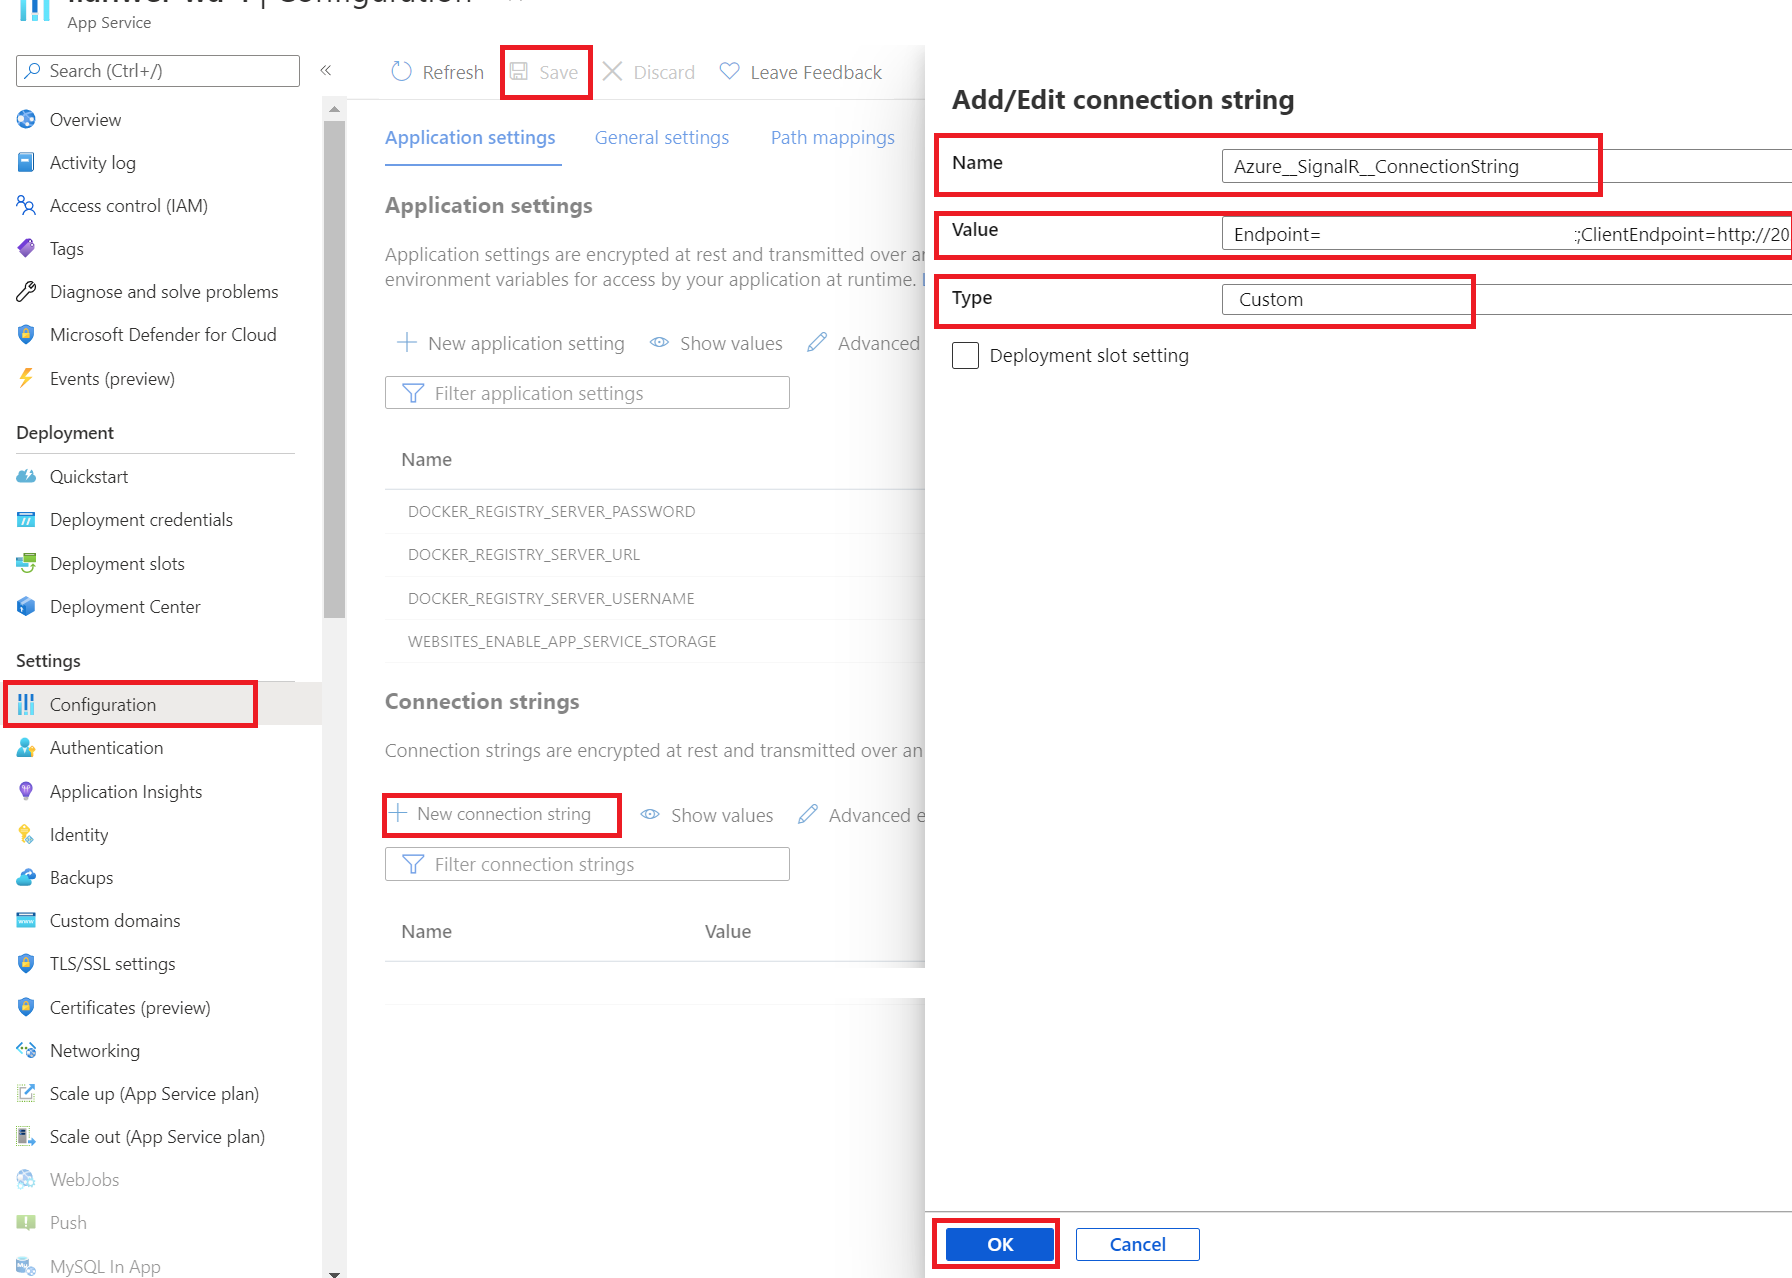 App Service
Search (Ctrl+/)
«
Overview
Activity log
Access control (IAM)
Tags
Diagnose and solve problems
Microsoft Defender for Cloud
Events (preview)
Deployment
Quickstart
Deployment credentials
Deployment slots
Deployment Center
Settings
Configuration
Authentication
Application Insights
Identity
Backups
Custom domains
TLS/SSL settings
Certificates (preview)
Networking
Scale up (App Service plan)
Scale out (App Service plan)
WebJobs
Push
MySQL In App
Refresh Save Discard Leave Feedback
Application settings General settings Path mappings
Application settings
Application settings are encrypted at rest and transmitted over
environment variables for access by your application at runtime.
New application setting Show values Advanced
Filter application settings
Name
DOCKER_REGISTRY_SERVER_PASSWORD
DOCKER_REGISTRY_SERVER_URL
DOCKER_REGISTRY_SERVER_USERNAME
WEBSITES_ENABLE_APP_SERVICE_STORAGE
Connection strings
Connection strings are encrypted at rest and transmitted over an
New connection string Show values Advanced e
Filter connection strings
Name Value
Add/Edit connection string
Name Azure__SignalR__ConnectionString
Value Endpoint= ;ClientEndpoint=http://20
Type Custom
Deployment slot setting
OK Cancel